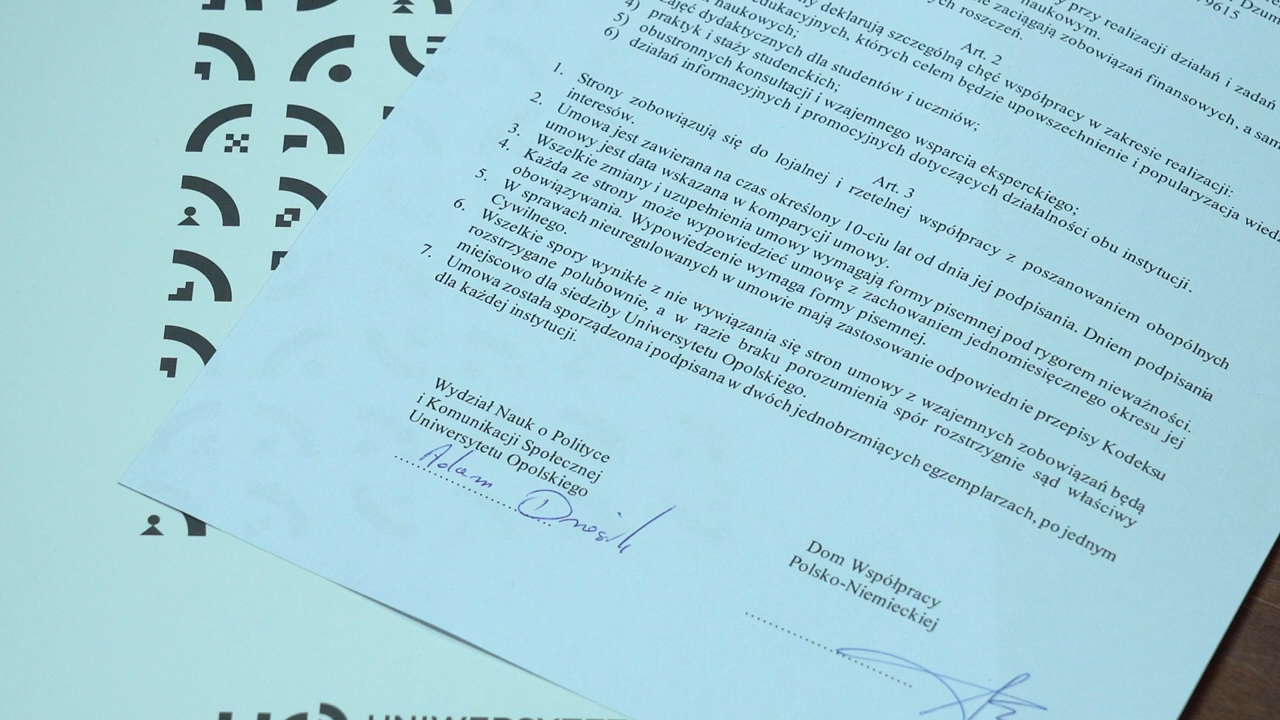 9615
przy realizacji działań i zadań
naukowym.
zaciągają zobowiązań finansowych, a
roszczeń.
Art. 2
deklarują szczególną chęć współpracy w zakresie realizacji:
edukacyjnych, których celem będzie upowszechnienie i popularyzacja
naukowych;
4) zajęć dydaktycznych dla studentów i uczniów;
5) praktyk i staży studenckich;
6) obustronnych konsultacji i wzajemnego wsparcia eksperckiego;
działań informacyjnych i promocyjnych dotyczących działalności obu instytucji.
Art. 3
1. Strony zobowiązują się do lojalnej i rzetelnej współpracy z poszanowaniem obopólnych
interesów.
2. Umowa jest zawierana na czas określony 10-ciu lat od dnia jej podpisania. Dniem podpisania
umowy jest data wskazana w komparycji umowy.
3. Wszelkie zmiany i uzupełnienia umowy wymagają formy pisemnej pod rygorem nieważności.
4. Każda ze strony może wypowiedzieć umowę z zachowaniem jednomiesięcznego okresu jej
obowiązywania. Wypowiedzenie wymaga formy pisemnej.
5. W sprawach nieuregulowanych w umowie mają zastosowanie odpowiednie przepisy Kodeksu
Cywilnego.
6. Wszelkie spory wynikłe z nie wywiązania się stron umowy z wzajemnych zobowiązań będą
rozstrzygane polubownie, a w razie braku porozumienia spór rozstrzygnie sąd właściwy
miejscowo dla siedziby Uniwersytetu Opolskiego.
7. Umowa została sporządzona i podpisana w dwóch jednobrzmiących egzemplarzach, po jednym
dla każdej instytucji.
Wydział Nauk o Polityce
i Komunikacji Społecznej
Uniwersytetu Opolskiego
Adam
Dom Współpracy
Polsko-Niemieckiej
UNIWERSYTET